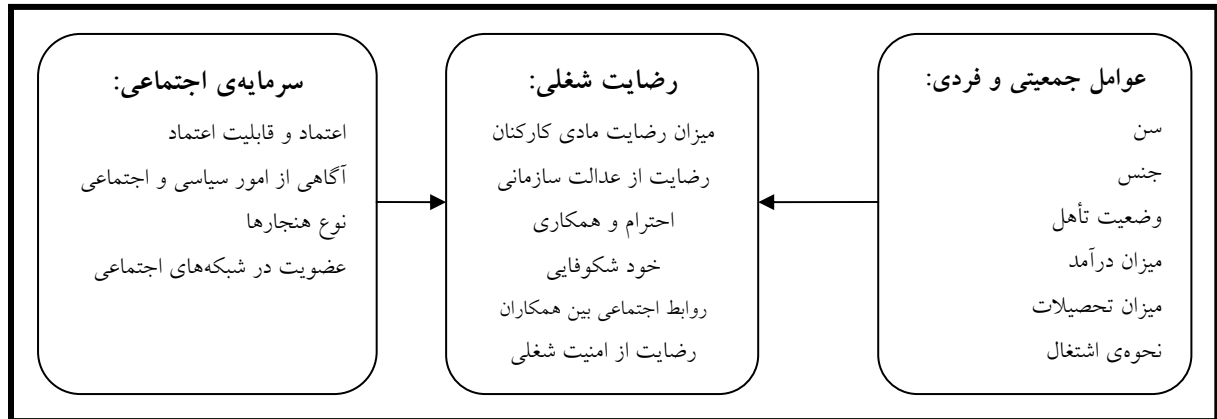 عوامل جمعیتی و فردی:
سن
جنس
وضعیت تأهل
میزان درآمد
میزان تحصیلات
نحوه‌ی اشتغال
رضایت شغلی:
میزان رضایت مادی کارکنان
رضایت از عدالت سازمانی
احترام و همکاری
خود شکوفایی
روابط اجتماعی بین همکاران
رضایت از امنیت شغلی
سرمایه‌ی اجتماعی:
اعتماد و قابلیت اعتماد
آگاهی از امور سیاسی و اجتماعی
نوع هنجارها
عضویت در شبکه‌های اجتماعی